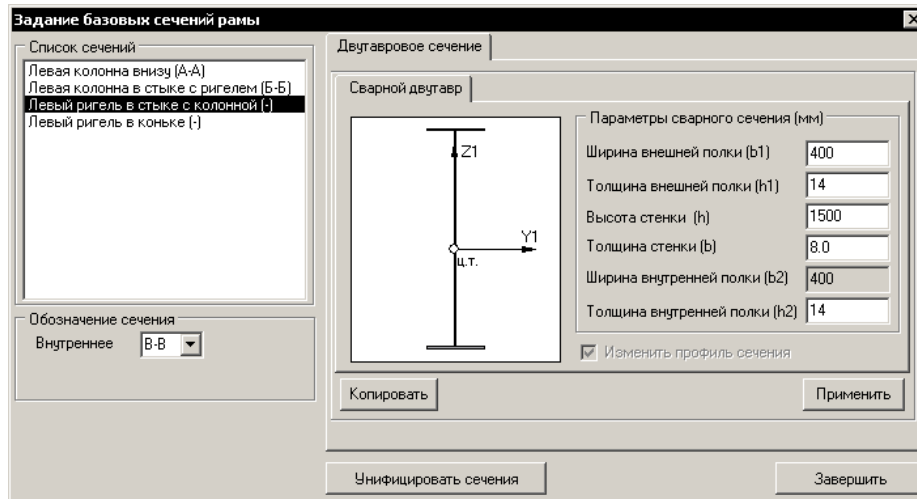 Задание базовых сечений рамы
Список сечений
Левая колонна внизу (А-А)
Левая колонна в стыке с ригелем (Б-Б)
Левый ригель в стыке с колонной (-)
Левый ригель в коньке (-)
Обозначение сечения
Внутреннее В-В
Двутавровое сечение
Сварной двутавр
Z1
Y1
ц.т.
Параметры сварного сечения (мм)
Ширина внешней полки (b1) 400
Толщина внешней полки (h1) 14
Высота стенки (h) 1500
Толщина стенки (b) 8.0
Ширина внутренней полки (b2) 400
Толщина внутренней полки (h2) 14
Изменить профиль сечения
Копировать
Применить
Унифицировать сечения
Завершить